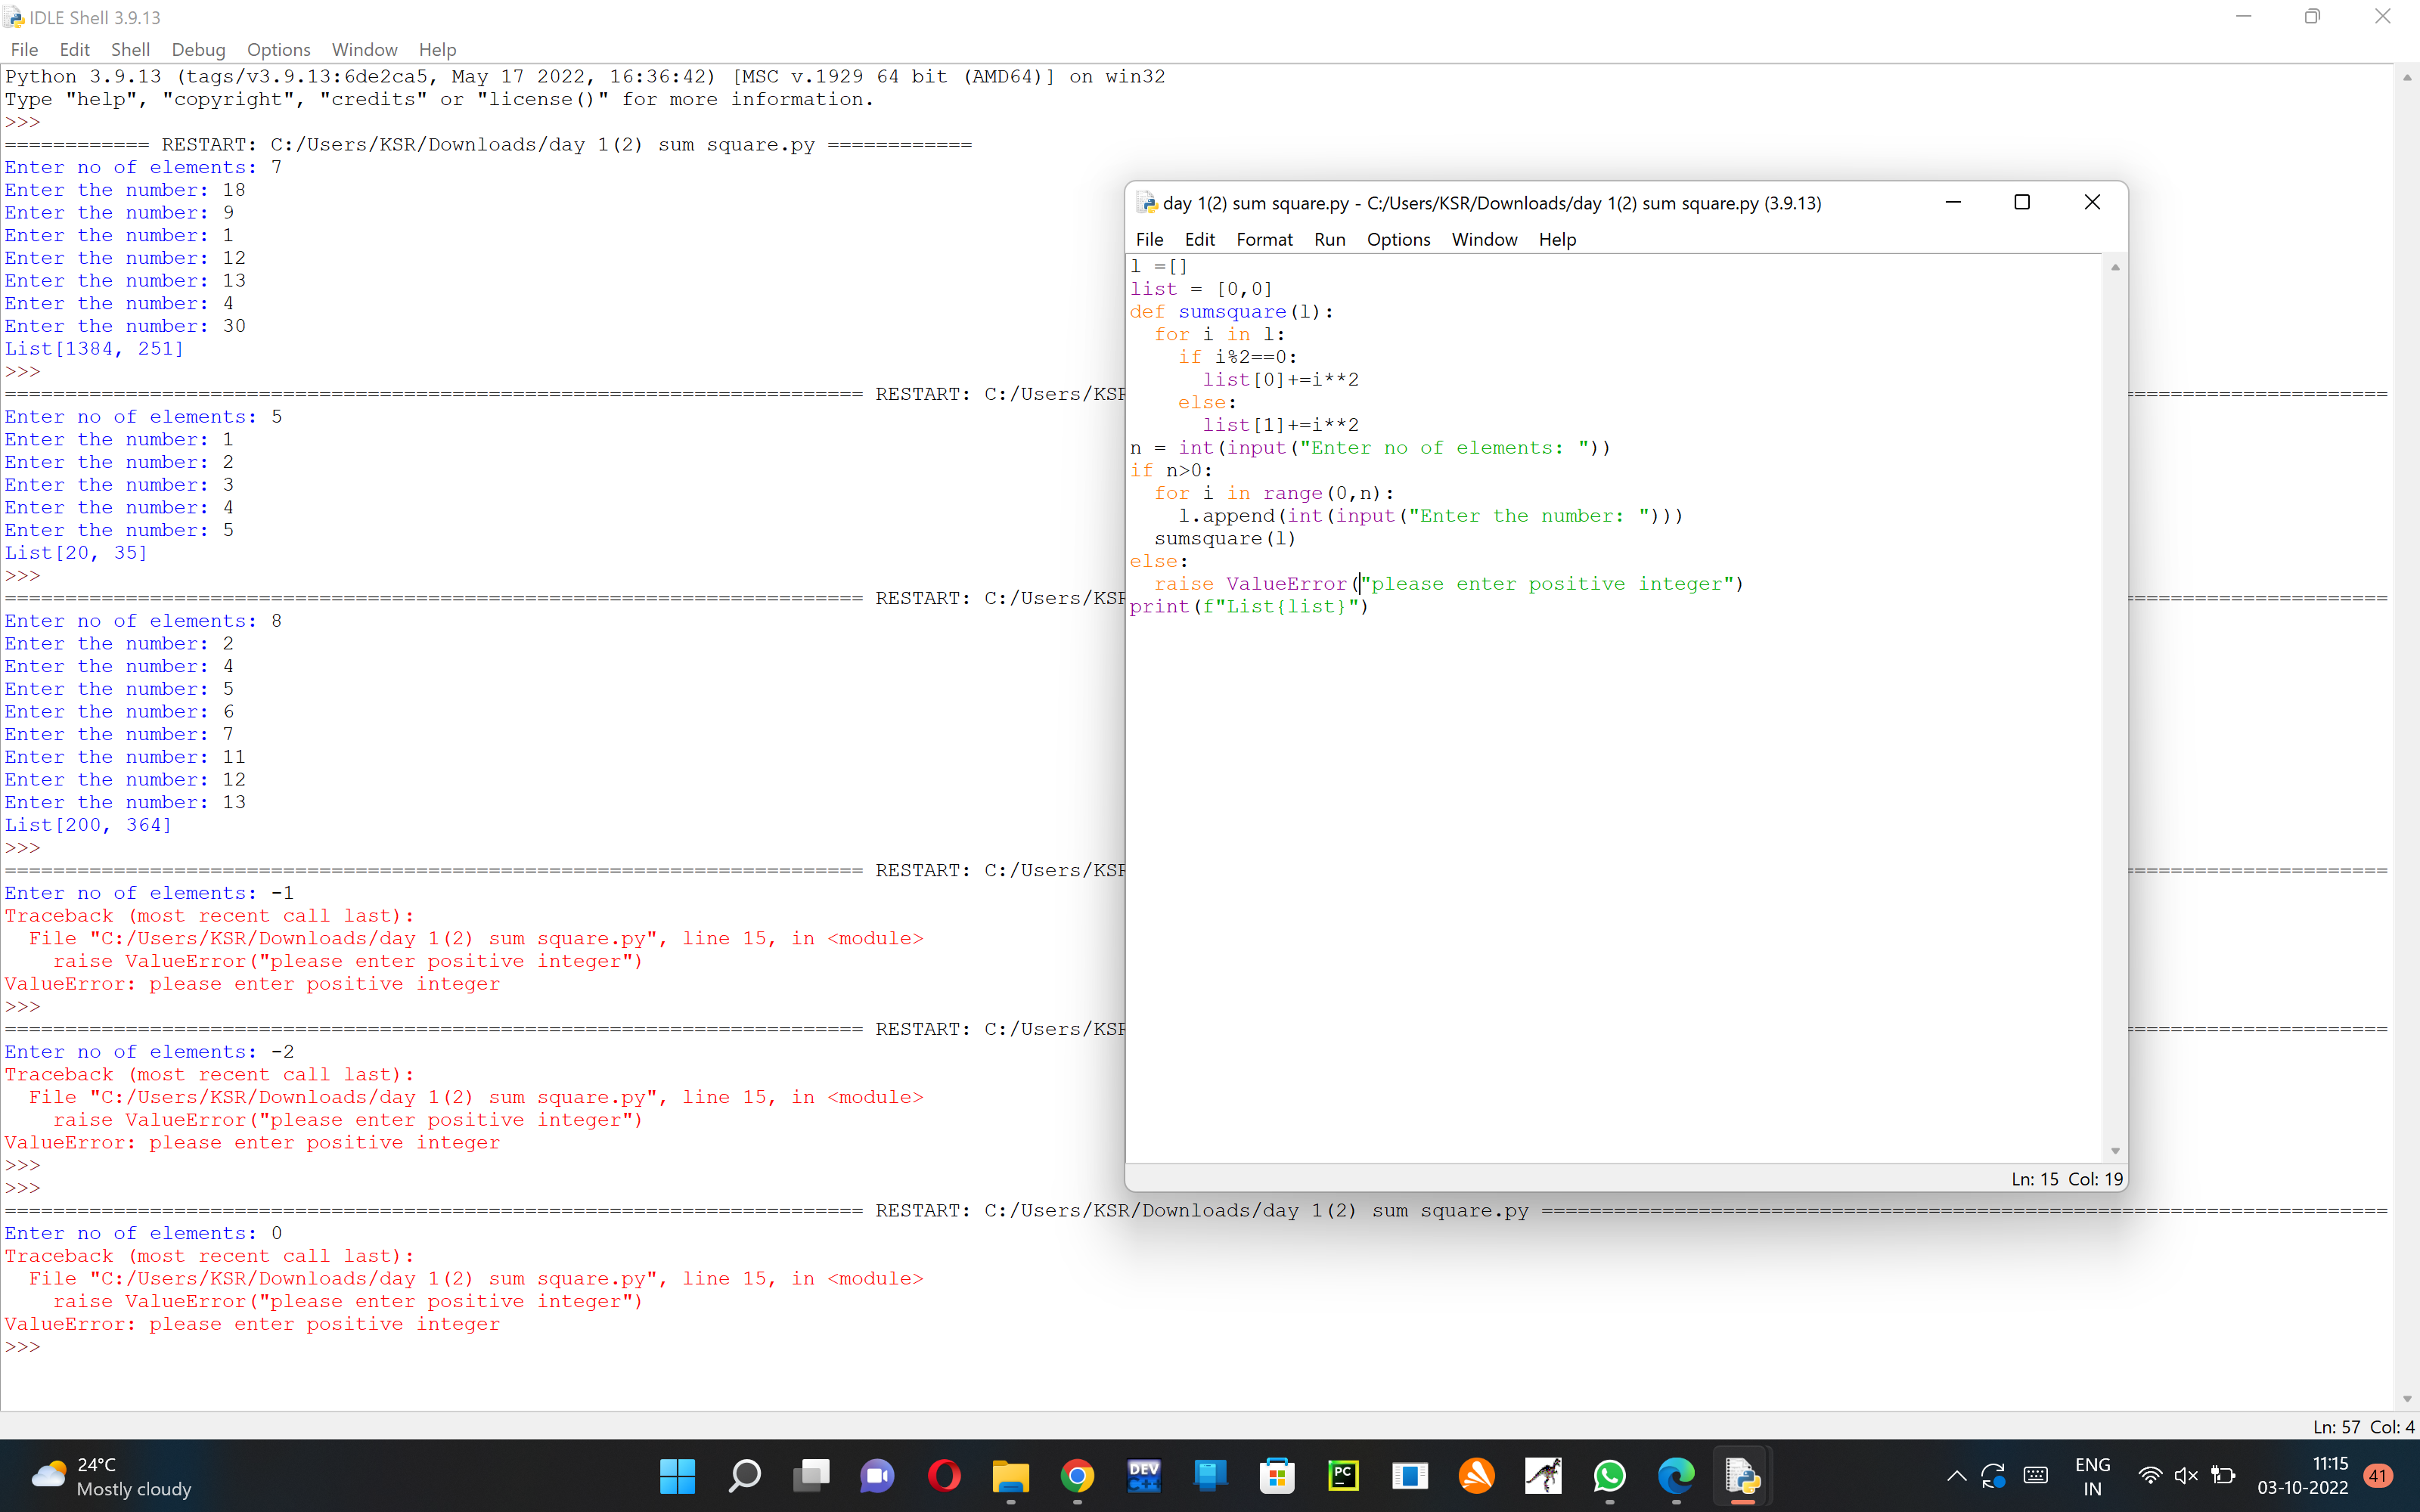 IDLE Shell 3.9.13
File Edit Shell Debug Options Window Help
Python 3.9.13 (tags/v3.9.13:6de2ca5, May 17 2022, 16:36:42) [MSC v.1929 64 bit (AMD64)] on win32
Type "help", "copyright", "credits" or "license()" for more information.
>>>
============ RESTART: C:/Users/KSR/Downloads/day 1(2) sum square.py ============
Enter no of elements: 7
Enter the number: 18
Enter the number: 9
Enter the number: 1
Enter the number: 12
Enter the number: 13
Enter the number: 4
Enter the number: 30
List[1384, 251]
>>>
======================================================================= RESTART: C:/Users/KSR
Enter no of elements: 5
Enter the number: 1
Enter the number: 2
Enter the number: 3
Enter the number: 4
Enter the number: 5
List[20, 35]
>>>
======================================================================= RESTART: C:/Users/KSR
Enter no of elements: 8
Enter the number: 2
Enter the number: 4
Enter the number: 5
Enter the number: 6
Enter the number: 7
Enter the number: 11
Enter the number: 12
Enter the number: 13
List[200, 364]
>>>
======================================================================= RESTART: C:/Users/KSR
Enter no of elements: -1
Traceback (most recent call last):
  File "C:/Users/KSR/Downloads/day 1(2) sum square.py", line 15, in <module>
    raise ValueError("please enter positive integer")
ValueError: please enter positive integer
>>>
======================================================================= RESTART: C:/Users/KSR
Enter no of elements: -2
Traceback (most recent call last):
  File "C:/Users/KSR/Downloads/day 1(2) sum square.py", line 15, in <module>
    raise ValueError("please enter positive integer")
ValueError: please enter positive integer
>>>
>>>
======================================================================= RESTART: C:/Users/KSR/Downloads/day 1(2) sum square.py ======================================================================
Enter no of elements: 0
Traceback (most recent call last):
  File "C:/Users/KSR/Downloads/day 1(2) sum square.py", line 15, in <module>
    raise ValueError("please enter positive integer")
ValueError: please enter positive integer
>>>
Ln: 57 Col: 4
day 1(2) sum square.py - C:/Users/KSR/Downloads/day 1(2) sum square.py (3.9.13)
File Edit Format Run Options Window Help
l =[]
list = [0,0]
def sumsquare(l):
  for i in l:
    if i%2==0:
      list[0]+=i**2
    else:
      list[1]+=i**2
n = int(input("Enter no of elements: "))
if n>0:
  for i in range(0,n):
    l.append(int(input("Enter the number: ")))
  sumsquare(l)
else:
  raise ValueError("please enter positive integer")
print(f"List{list}")
Ln: 15 Col: 19
24°C
Mostly cloudy
DEV
C++
PC
ENG
IN
11:15
03-10-2022
41